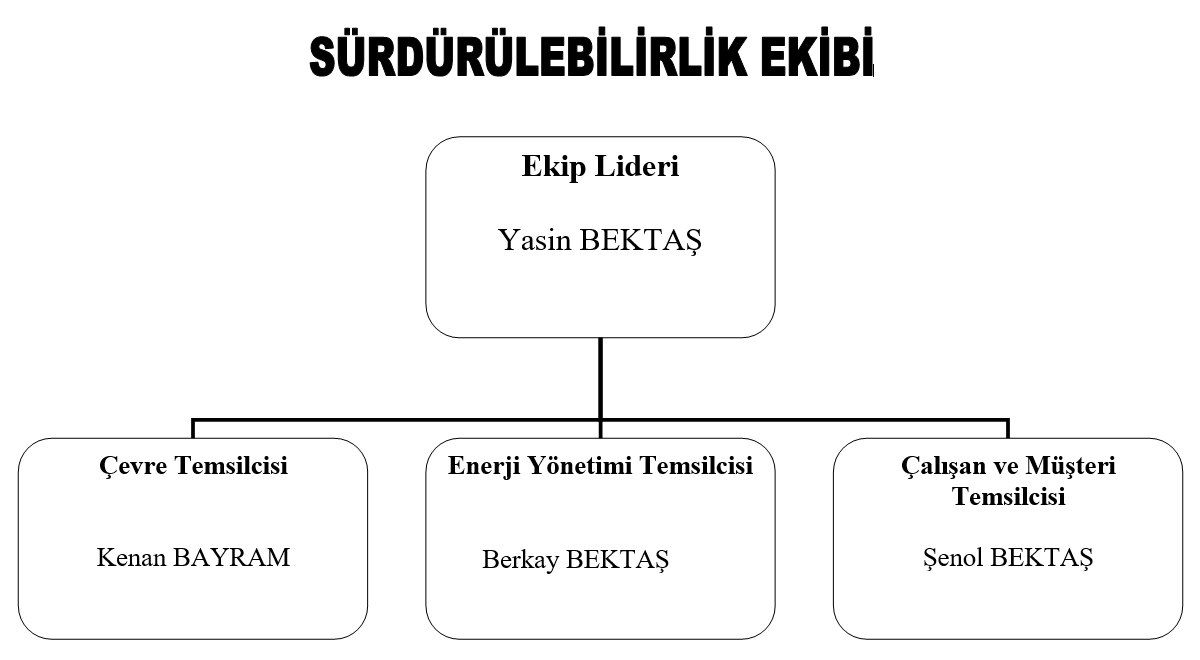 SÜRDÜRÜLEBİLİRLİK EKİBİ
Ekip Lideri
Yasin BEKTAŞ
Çevre Temsilcisi
Kenan BAYRAM
Enerji Yönetimi Temsilcisi
Berkay BEKTAŞ
Çalışan ve Müşteri
Temsilcisi
Şenol BEKTAŞ